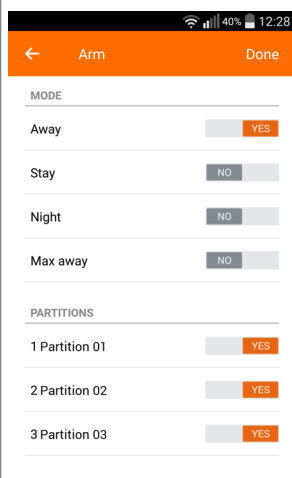 40% 12:28
Arm Done
MODE
Away YES
Stay NO
Night NO
Max away NO
PARTITIONS
1 Partition 01 YES
2 Partition 02 YES
3 Partition 03 YES